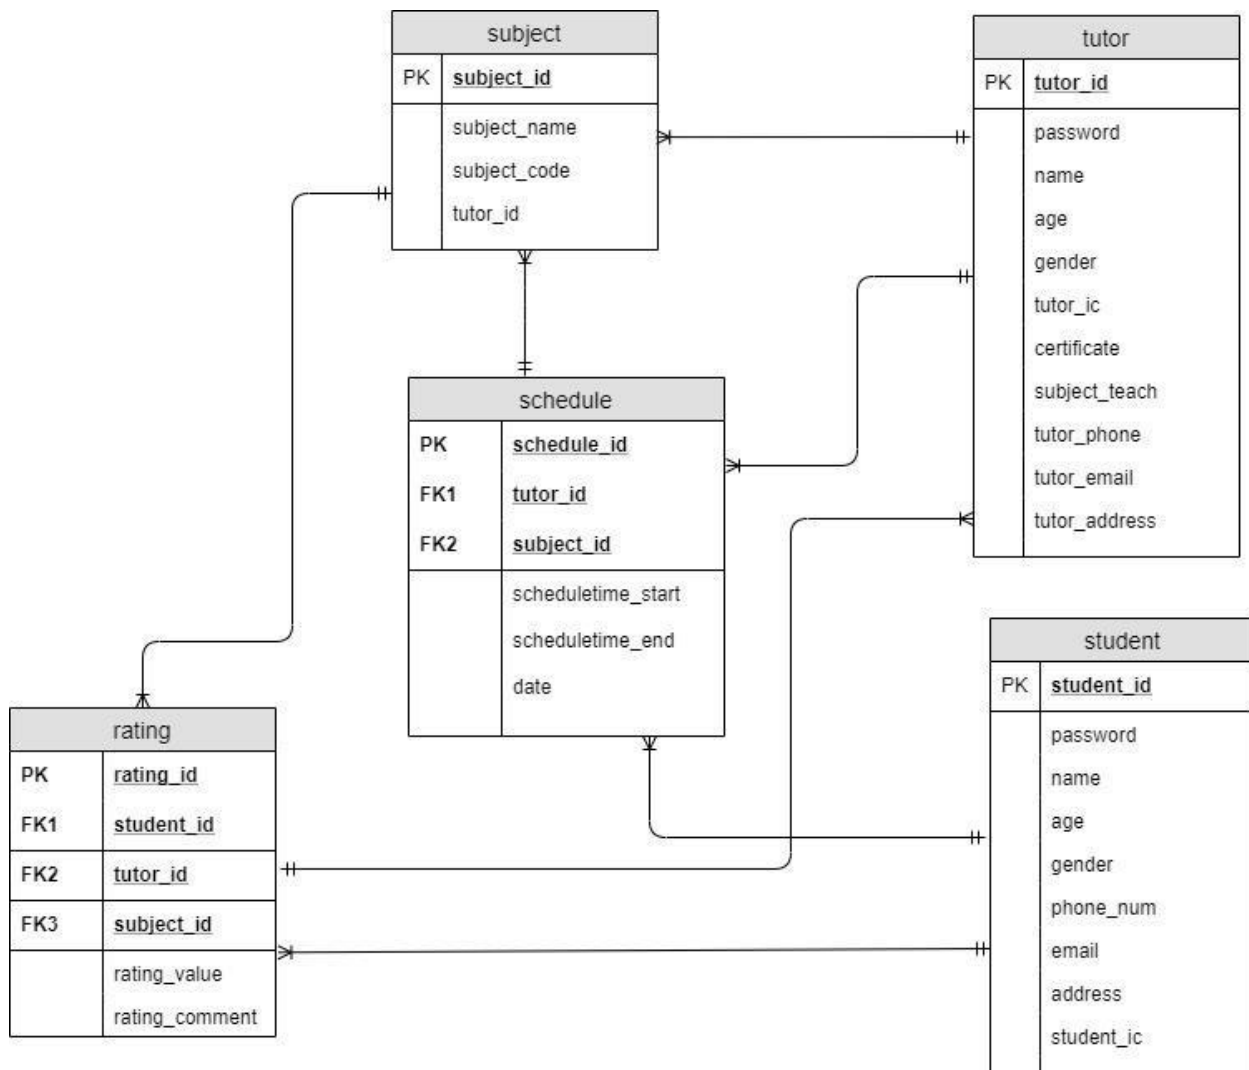 subject
PK subject_id
subject_name
subject_code
tutor_id
tutor
PK tutor_id
password
name
age
gender
tutor_ic
certificate
subject_teach
tutor_phone
tutor_email
tutor_address
schedule
PK schedule_id
FK1 tutor_id
FK2 subject_id
scheduletime_start
scheduletime_end
date
student
PK student_id
password
name
age
gender
phone_num
email
address
student_ic
rating
PK rating_id
FK1 student_id
FK2 tutor_id
FK3 subject_id
rating_value
rating_comment